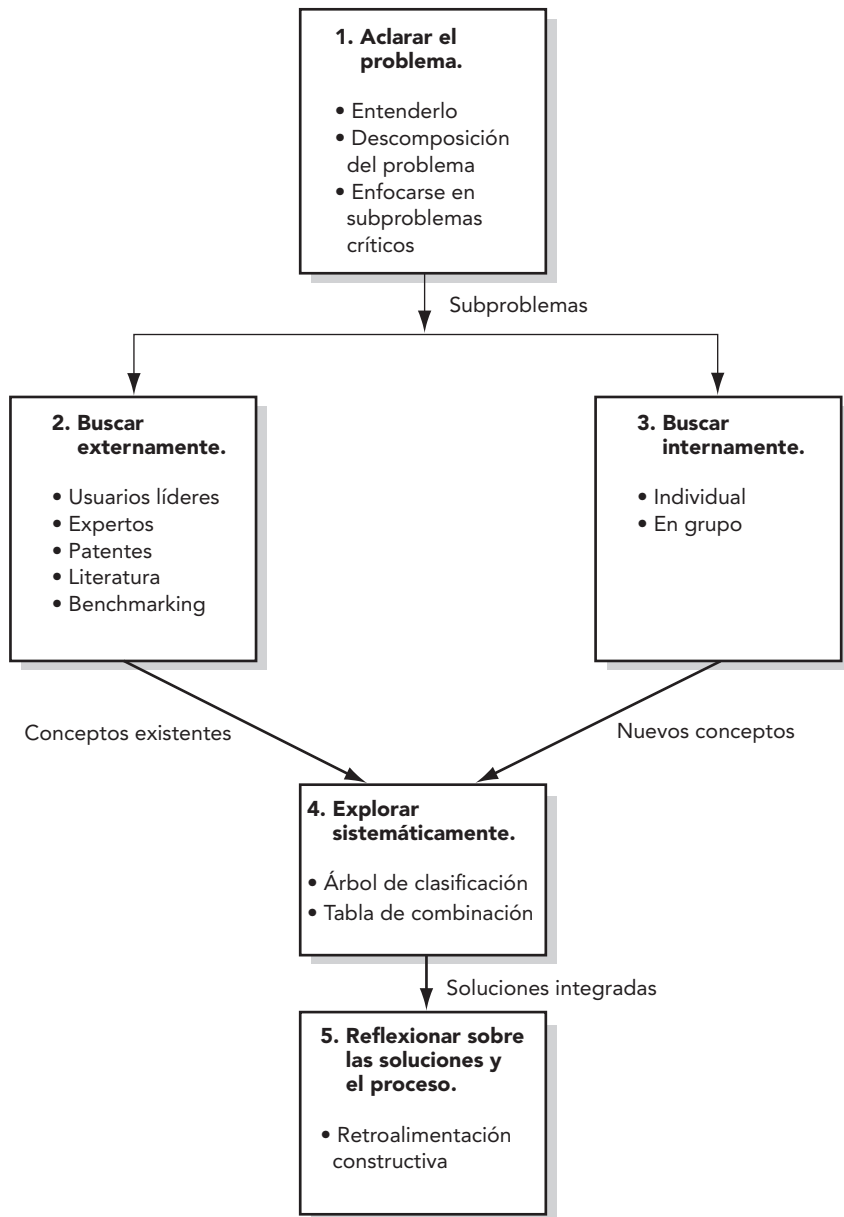 1. Aclarar el
problema.
• Entenderlo
• Descomposición
del problema
• Enfocarse en
subproblemas
críticos
Subproblemas
2. Buscar
externamente.
• Usuarios líderes
• Expertos
• Patentes
• Literatura
• Benchmarking
3. Buscar
internamente.
• Individual
• En grupo
Conceptos existentes
Nuevos conceptos
4. Explorar
sistemáticamente.
• Árbol de clasificación
• Tabla de combinación
Soluciones integradas
5. Reflexionar sobre
las soluciones y
el proceso.
• Retroalimentación
constructiva